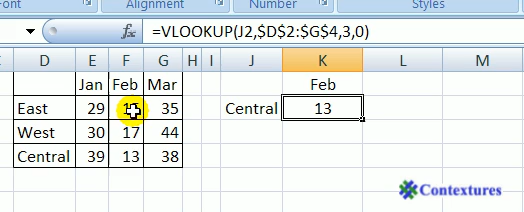 ont Alignment Number Styles
fx =VLOOKUP(J2,$D$2:$G$4,3,0)
D E F G H I J K L M
Jan Feb Mar Feb
East 29 35 Central 13
West 30 17 44
Central 39 13 38
Contextures